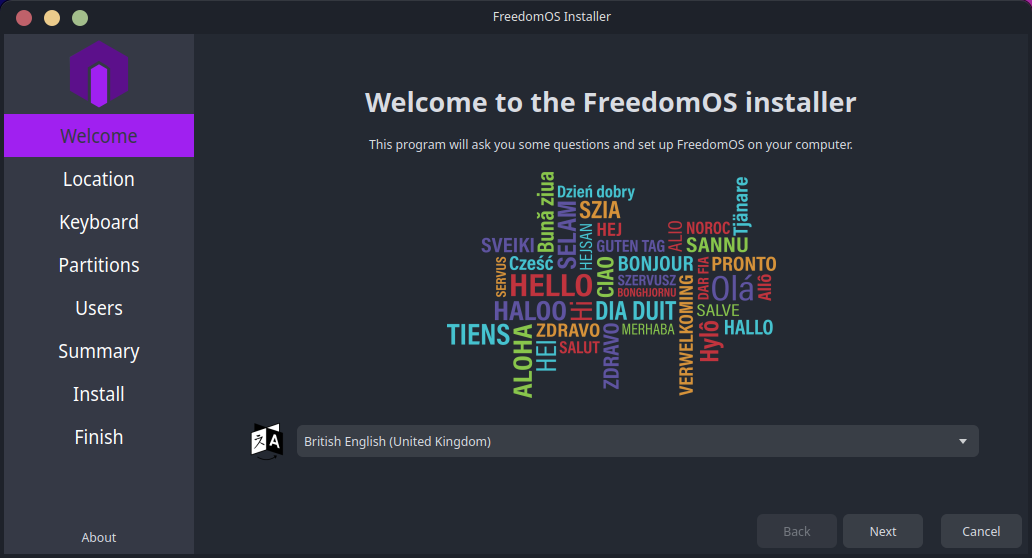 FreedomOS Installer
Welcome
Location
Keyboard
Partitions
Users
Summary
Install
Finish
About
Welcome to the FreedomOS installer
This program will ask you some questions and set up FreedomOS on your computer.
Bună ziua
Dzień dobry
Tjänare
SELAM
SZIA
HEJSAN
HEJ
ALIO
NOROC
SVEIKI
GUTEN TAG
SANNU
SERVUS
Cześć
CIAO
BONJOUR
DAR FIA
PRONTO
HELLO
SZERVUSZ
BONGHJORNU
Olá
Allô
HALOO
Hi
DIA DUIT
VERWELKOMING
SALVE
TIENS
ALOHA
ZDRAVO
HEI
SALUT
ZDRAVO
MERHABA
Hylô
HALLO
A
British English (United Kingdom)
Back
Next
Cancel